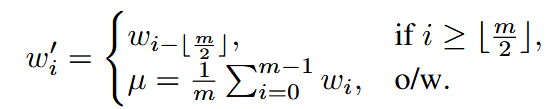 w'_i = { w_{i-⌊m/2⌋}, if i ≥ ⌊m/2⌋,
μ = 1/m ∑_{i=0}^{m-1} w_i, o/w.